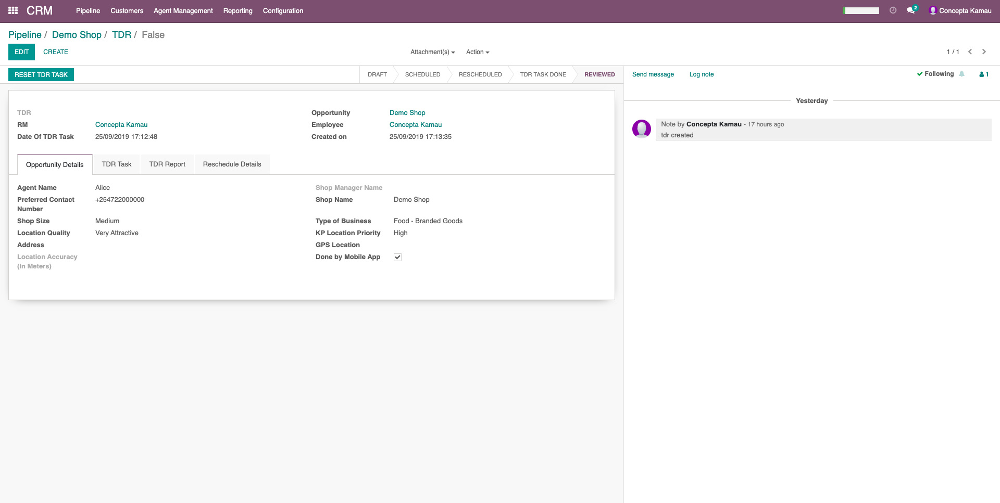 CRM Pipeline Customers Agent Management Reporting Configuration 2 Concepta Kamau
Pipeline / Demo Shop / TDR / False
EDIT CREATE Attachment(s) Action 1 / 1
RESET TDR TASK DRAFT SCHEDULED RESCHEDULED TDR TASK DONE REVIEWED
Send message Log note Following 1
TDR Opportunity Demo Shop
RM Concepta Kamau Employee Concepta Kamau
Date Of TDR Task 25/09/2019 17:12:48 Created on 25/09/2019 17:13:35
Opportunity Details TDR Task TDR Report Reschedule Details
Agent Name Alice Shop Manager Name
Preferred Contact +254722000000 Shop Name Demo Shop
Number
Shop Size Medium Type of Business Food - Branded Goods
Location Quality Very Attractive KP Location Priority High
Address GPS Location
Location Accuracy Done by Mobile App
(In Meters)
Yesterday
Note by Concepta Kamau - 17 hours ago
tdr created